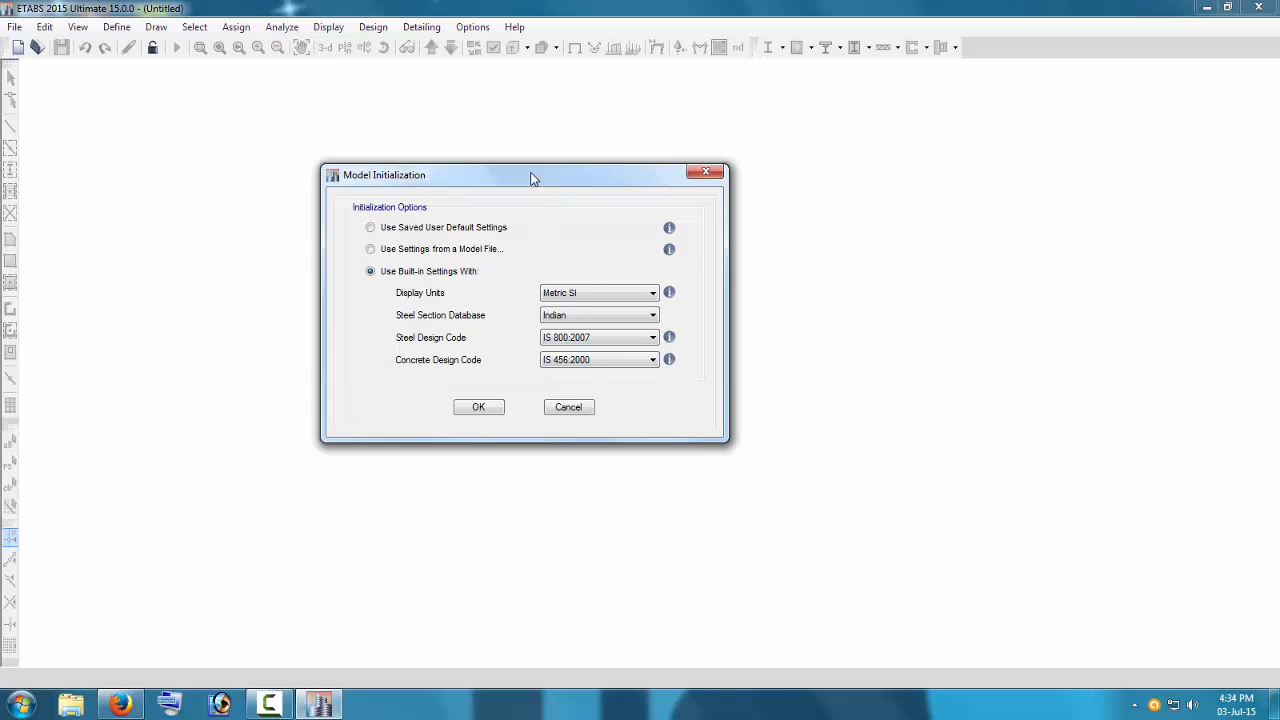 ETABS 2015 Ultimate 15.0.0 - (Untitled)
File Edit View Define Draw Select Assign Analyze Display Design Detailing Options Help
3-d
nd
Model Initialization
Initialization Options
Use Saved User Default Settings
Use Settings from a Model File...
Use Built-in Settings With:
Display Units Metric SI
Steel Section Database Indian
Steel Design Code IS 800:2007
Concrete Design Code IS 456:2000
OK Cancel
all
4:34 PM
03-Jul-15